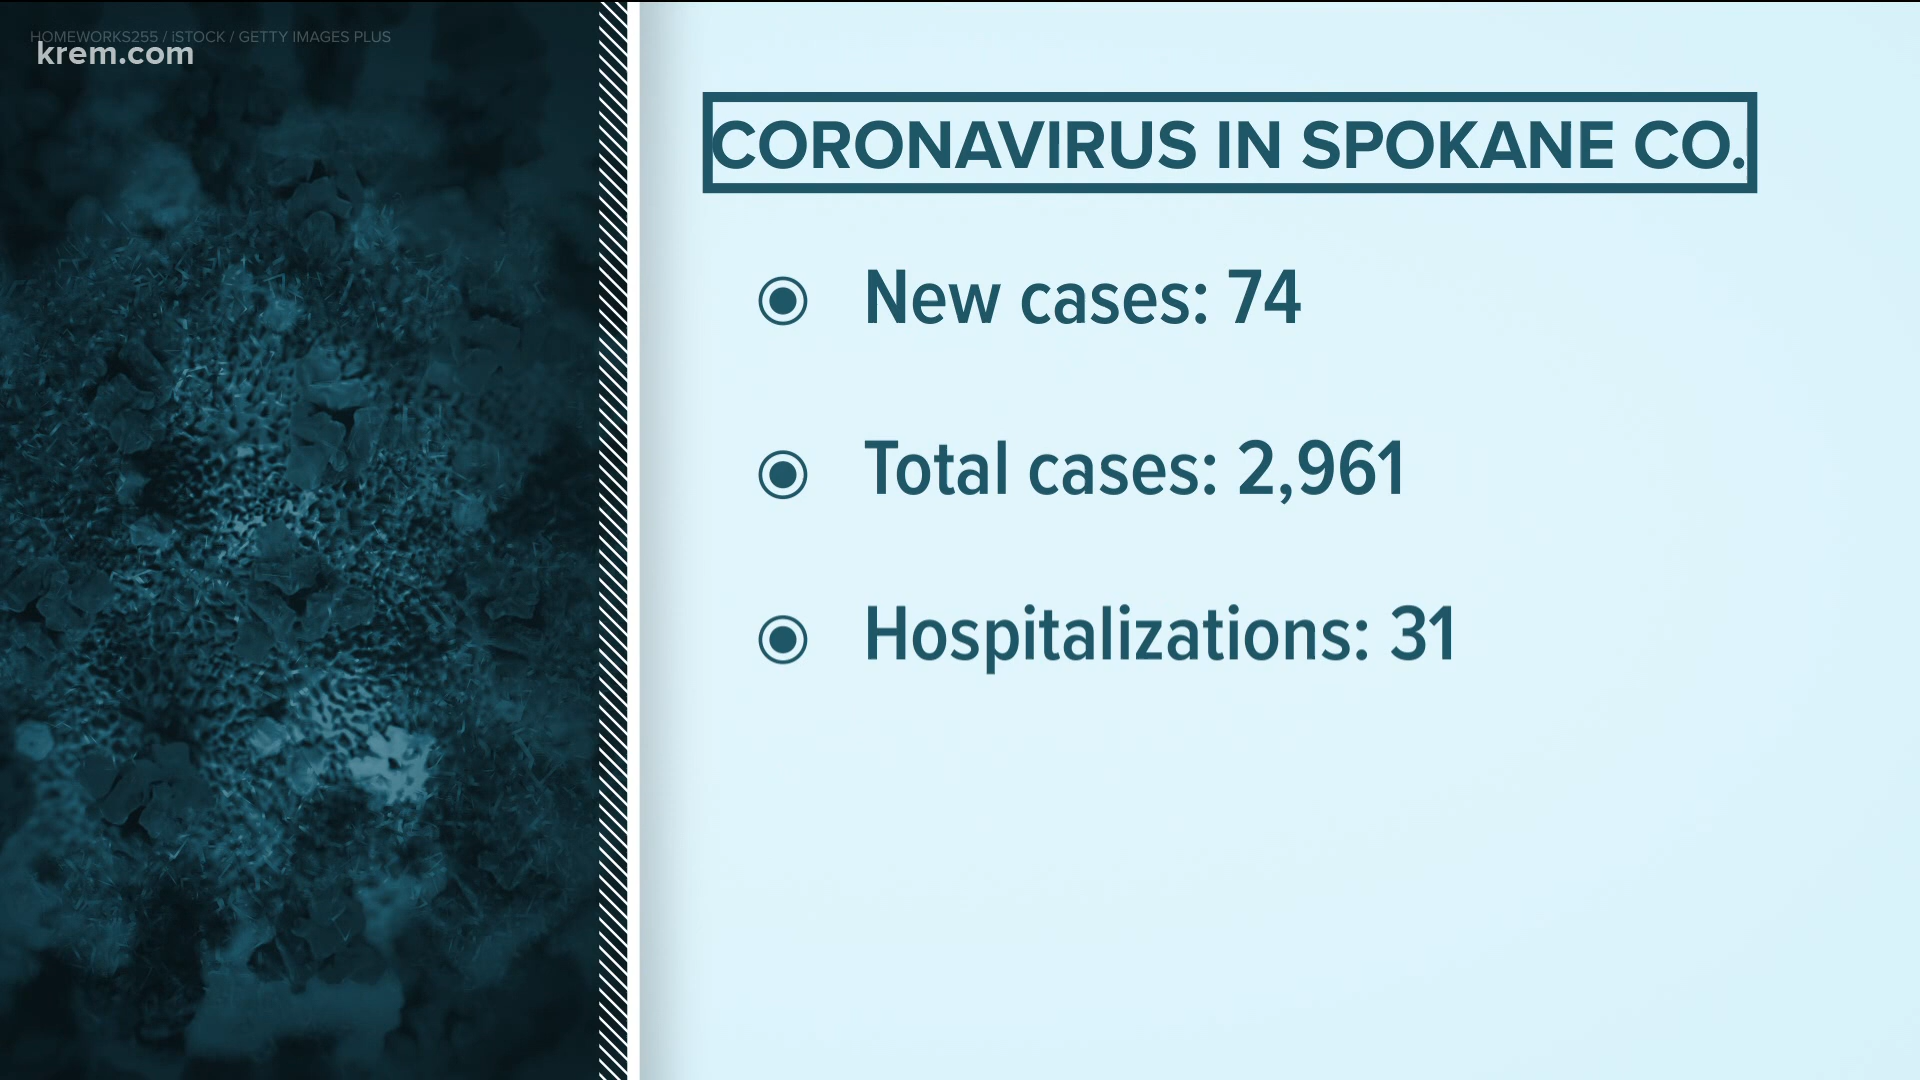 HOMEWORKS255 / iSTOCK / GETTY IMAGES PLUS
krem.com
CORONAVIRUS IN SPOKANE CO.
New cases: 74
Total cases: 2,961
Hospitalizations: 31